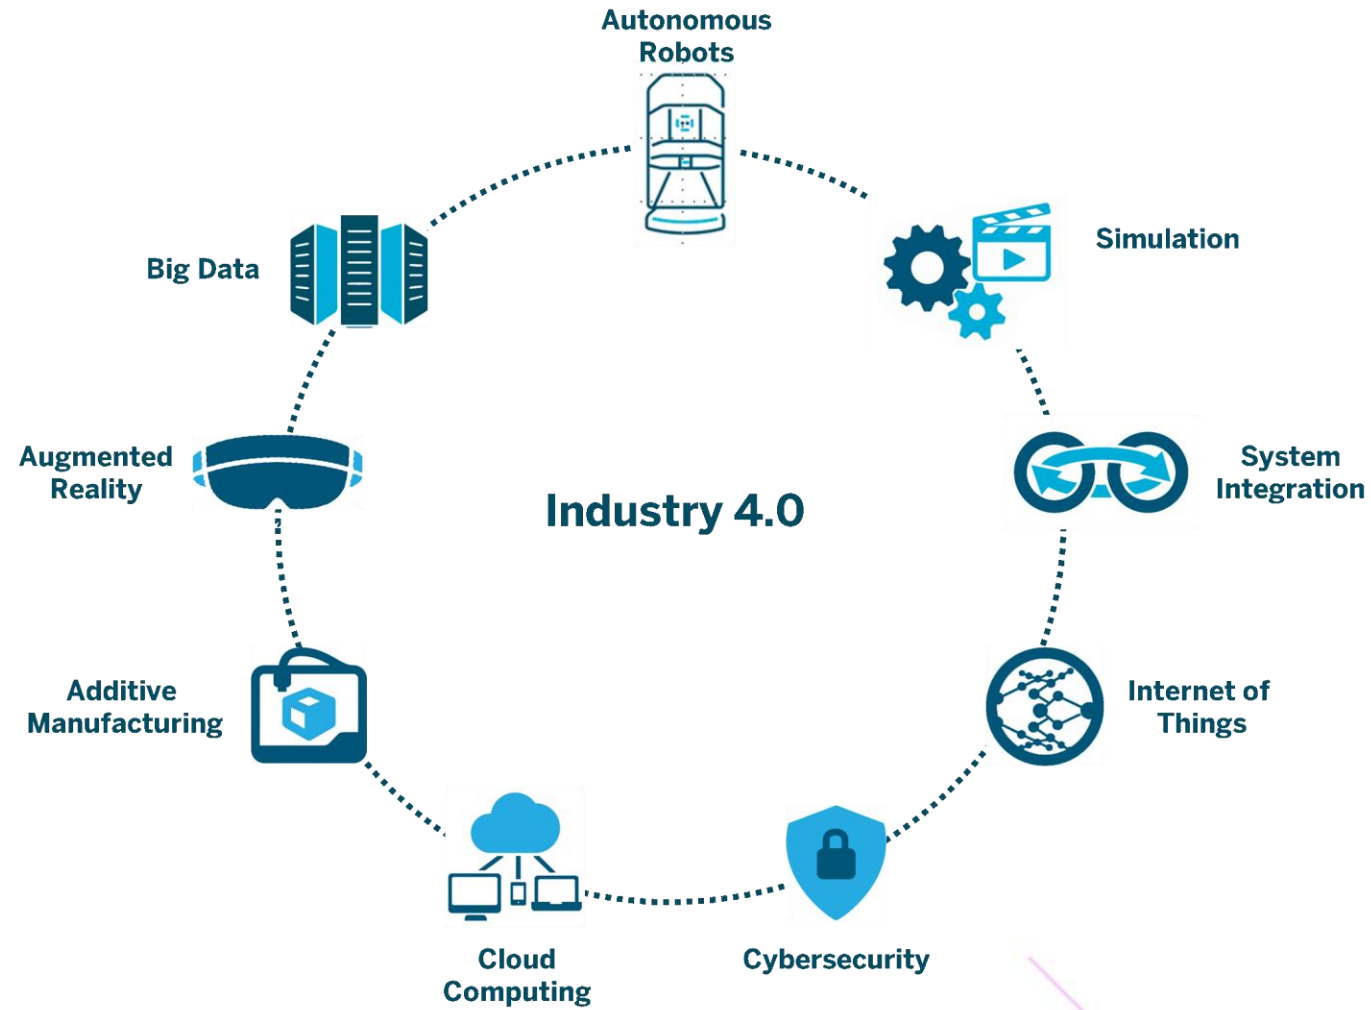 Autonomous
Robots
Simulation
Big Data
System
Integration
Augmented
Reality
Industry 4.0
Internet of
Things
Additive
Manufacturing
Cloud
Computing
Cybersecurity